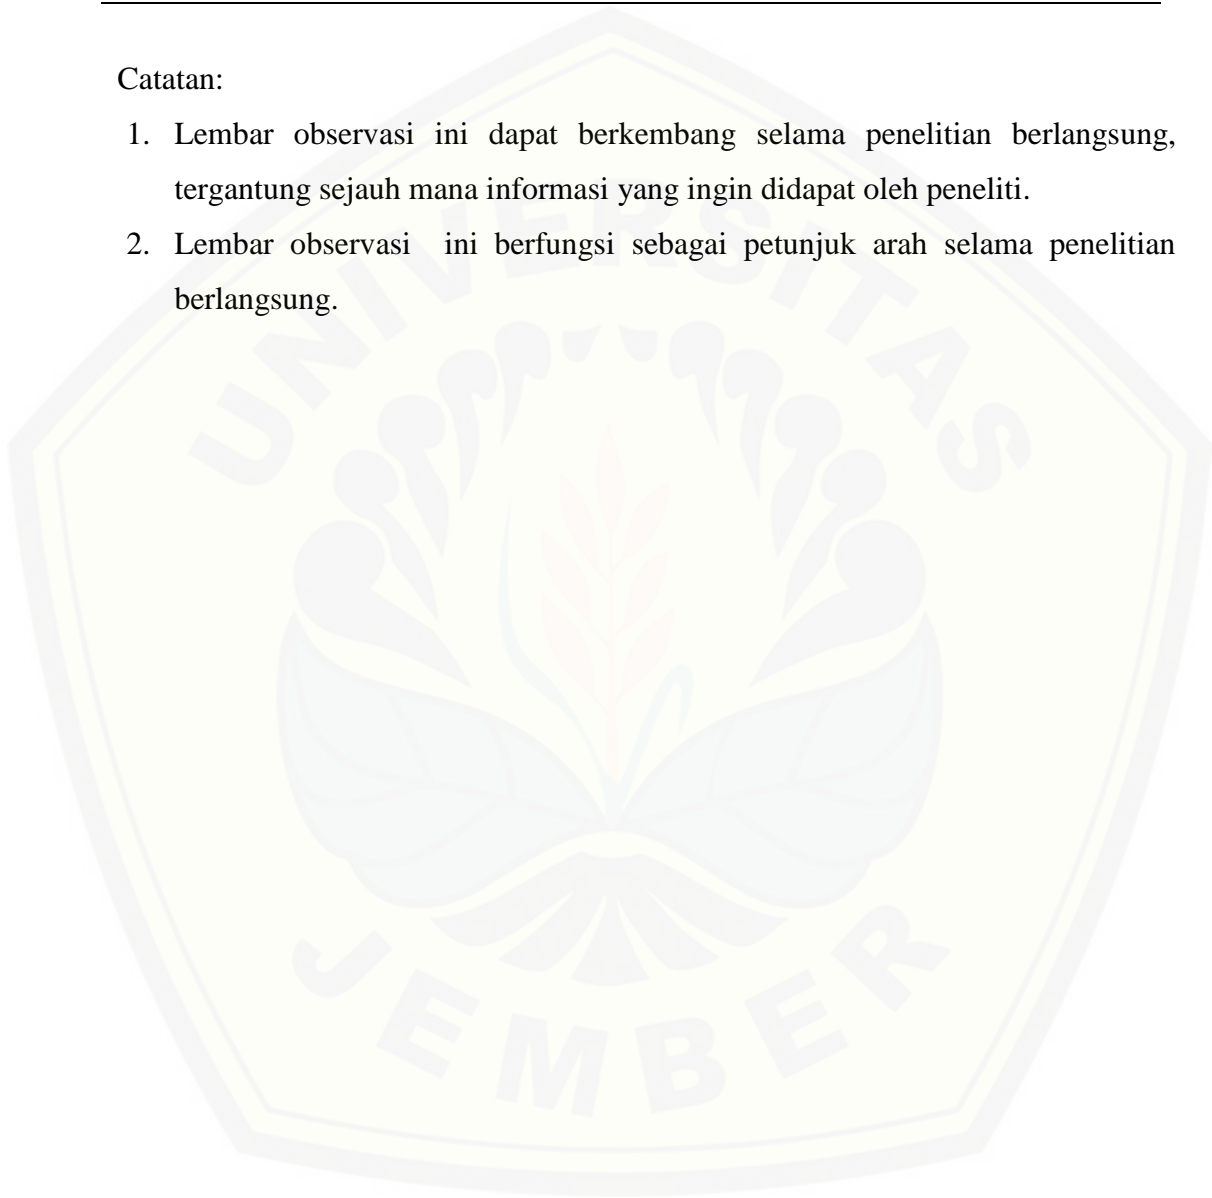 Catatan:
1. Lembar observasi ini dapat berkembang selama penelitian berlangsung,
tergantung sejauh mana informasi yang ingin didapat oleh peneliti.
2. Lembar observasi ini berfungsi sebagai petunjuk arah selama penelitian
berlangsung.
UNIVERSITAS
JEMBER